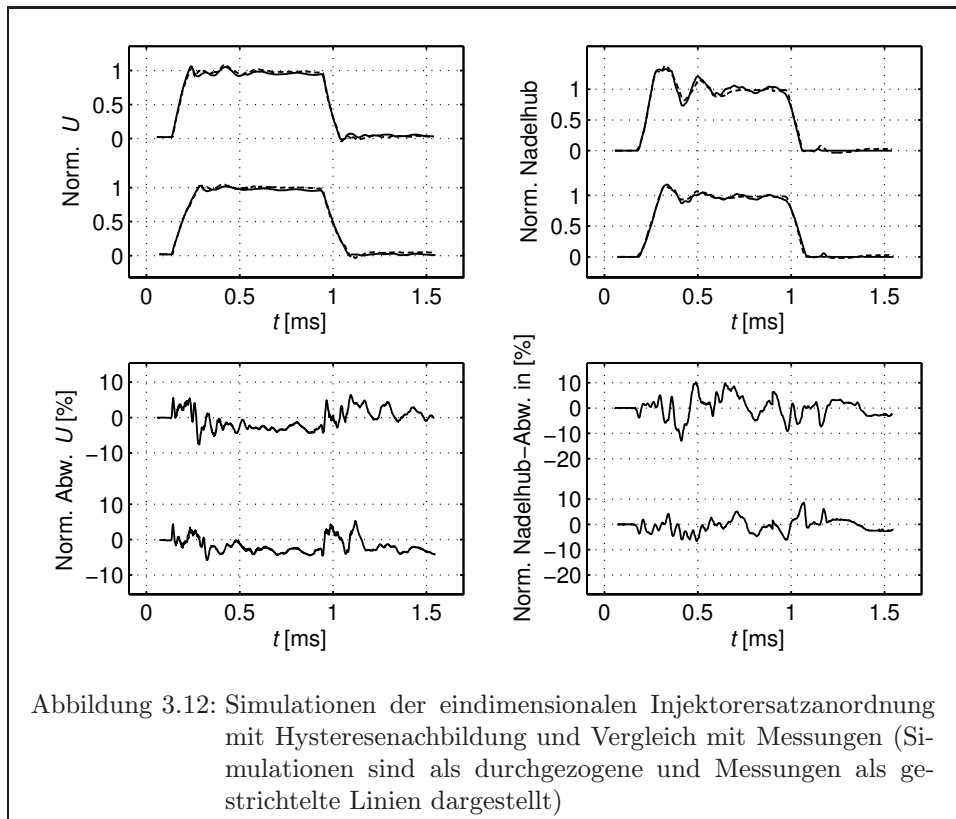 Norm. U
1
0.5
0
1
0.5
0
0 0.5 1 1.5
t [ms]
Norm. Nadelhub
1
0.5
0
1
0.5
0
0 0.5 1 1.5
t [ms]
Norm. Abw. U [%]
10
0
−10
10
0
−10
0 0.5 1 1.5
t [ms]
Norm. Nadelhub−Abw. in [%]
10
0
−10
−20
10
0
−10
−20
0 0.5 1 1.5
t [ms]
Abbildung 3.12: Simulationen der eindimensionalen Injektorersatzanordnung
mit Hysteresenachbildung und Vergleich mit Messungen (Si-
mulationen sind als durchgezogene und Messungen als ge-
strichtelte Linien dargestellt)